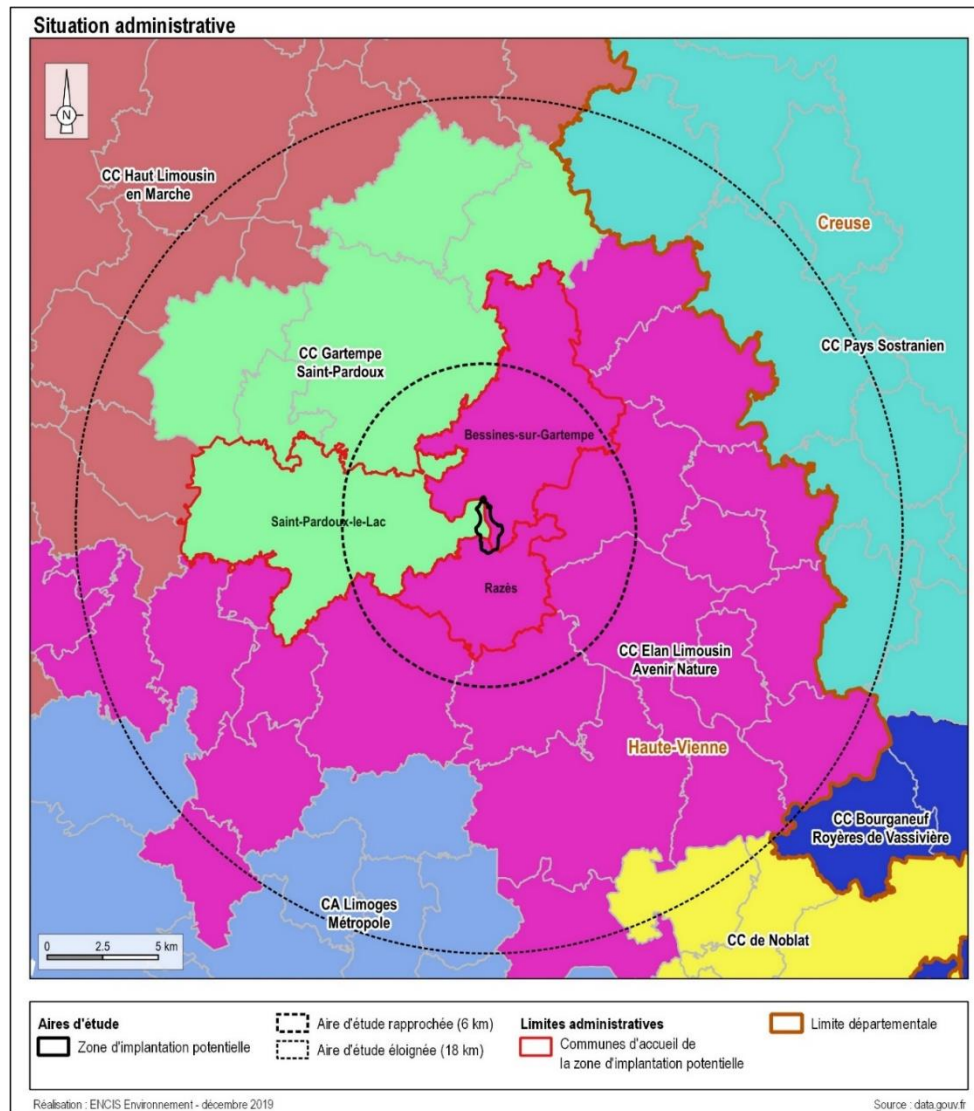 Situation administrative
N
CC Haut Limousin
en Marche
Creuse
CC Pays Sostranien
CC Gartempe
Saint-Pardoux
Bessines-sur-Gartempe
Saint-Pardoux-le-Lac
Razès
CC Elan Limousin
Avenir Nature
Haute-Vienne
CC Bourganeuf
Royères de Vassivière
CA Limoges
Métropole
CC de Noblat
0 2.5 5 km
Aires d'étude
Zone d'implantation potentielle
Aire d'étude rapprochée (6 km)
Aire d'étude éloignée (18 km)
Limites administratives
Communes d'accueil de
la zone d'implantation potentielle
Limite départementale
Réalisation : ENCIS Environnement - décembre 2019
Source : data.gouv.fr